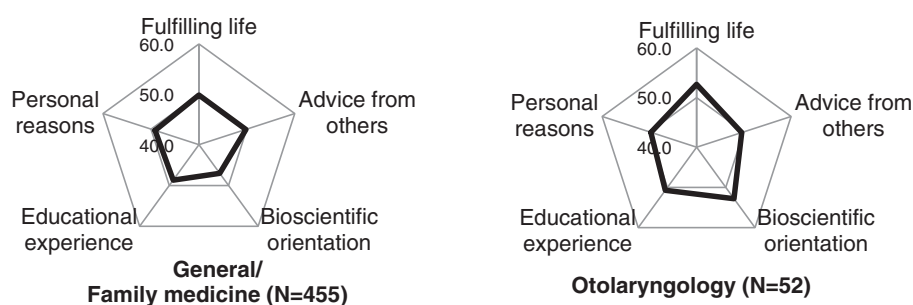 Fulfilling life
60.0
50.0
40.0
Personal
reasons
Advice from
others
Educational
experience
Bioscientific
orientation
General/
Family medicine (N=455)
Fulfilling life
60.0
50.0
40.0
Personal
reasons
Advice from
others
Educational
experience
Bioscientific
orientation
Otolaryngology (N=52)